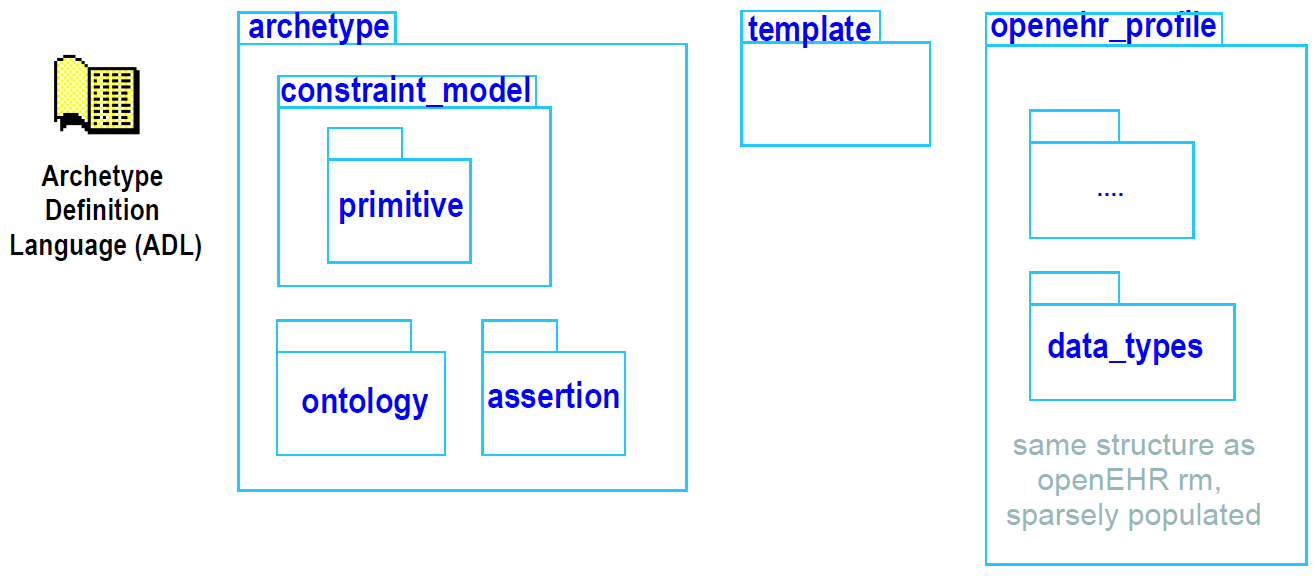 archetype
template
openehr_profile
constraint_model
primitive
Archetype
Definition
Language (ADL)
....
data_types
ontology
assertion
same structure as
openEHR rm,
sparsely populated